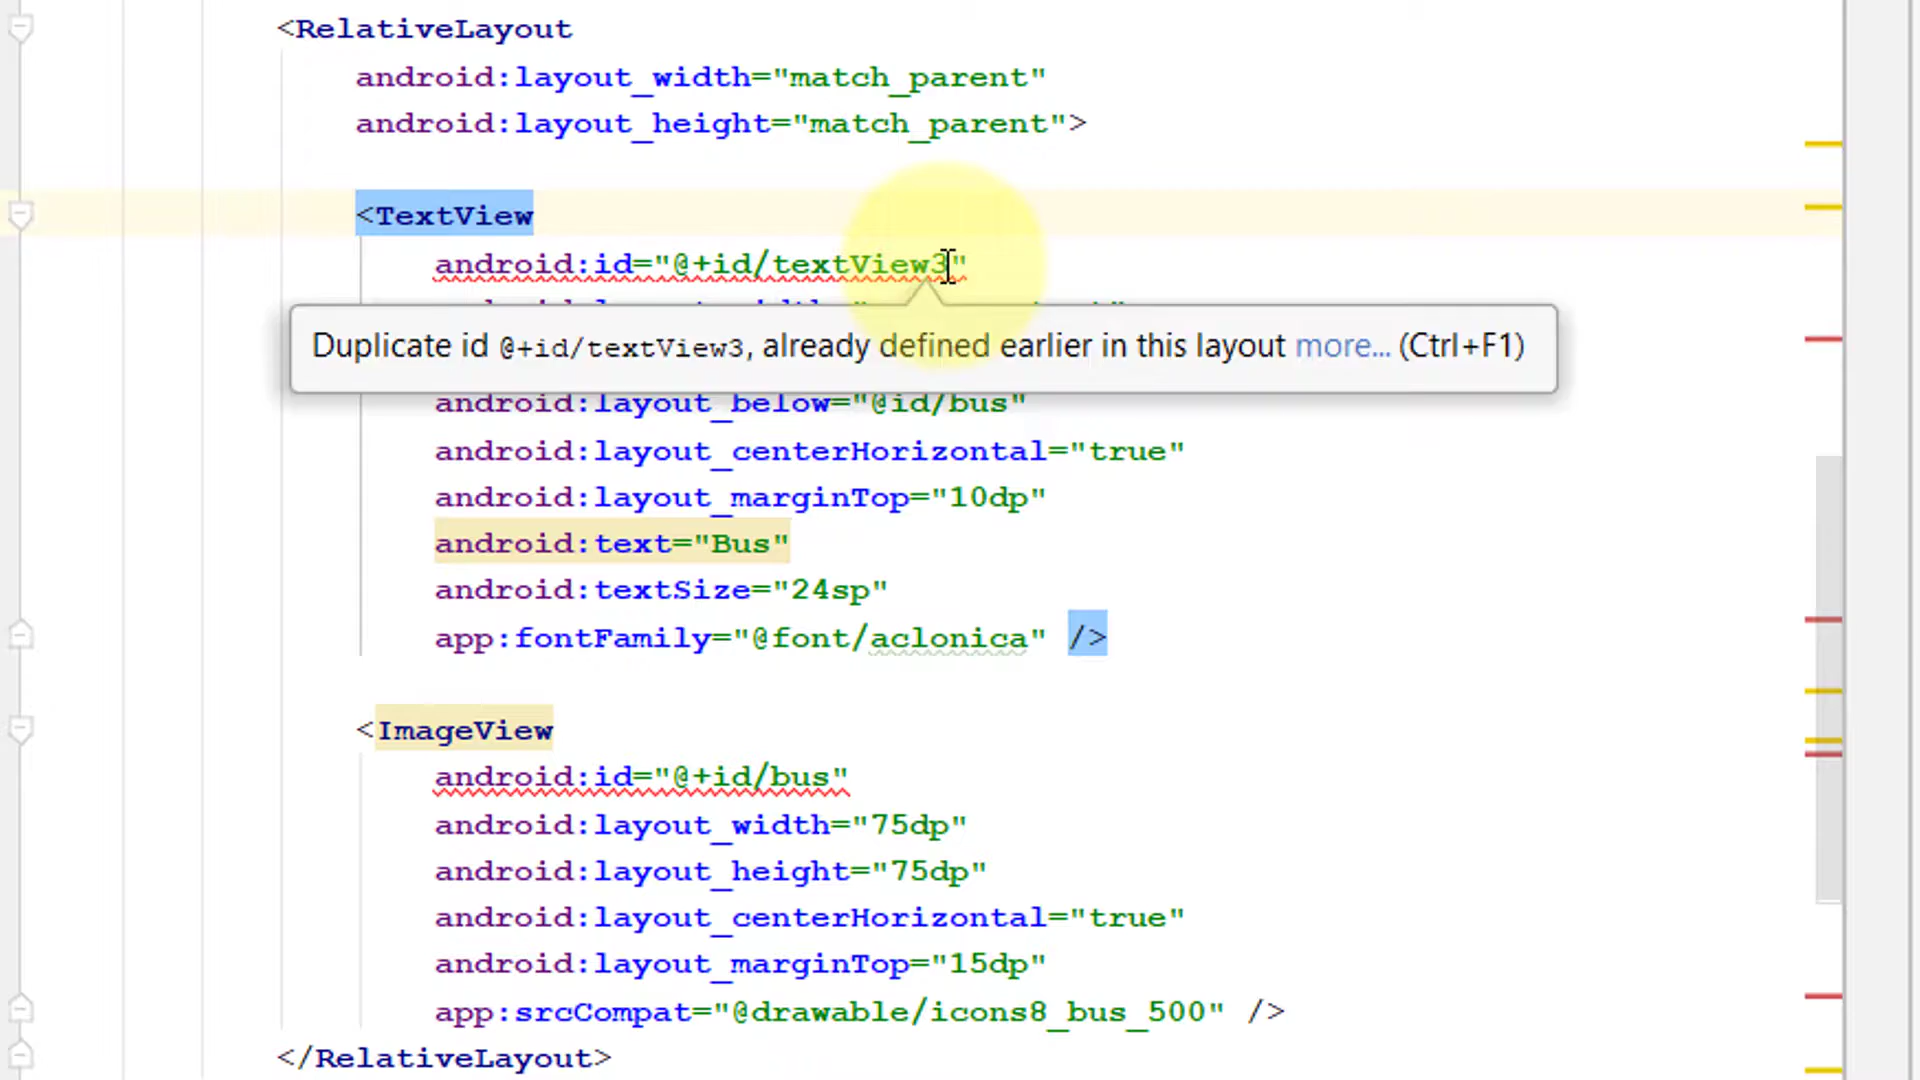 <RelativeLayout
android:layout_width="match_parent"
android:layout_height="match_parent">
<TextView
android:id="@+id/textView3"
Duplicate id @+id/textView3, already defined earlier in this layout more... (Ctrl+F1)
android:layout_below="@id/bus"
android:layout_centerHorizontal="true"
android:layout_marginTop="10dp"
android:text="Bus"
android:textSize="24sp"
app:fontFamily="@font/aclonica" />
<ImageView
android:id="@+id/bus"
android:layout_width="75dp"
android:layout_height="75dp"
android:layout_centerHorizontal="true"
android:layout_marginTop="15dp"
app:srcCompat="@drawable/icons8_bus_500" />
</RelativeLayout>